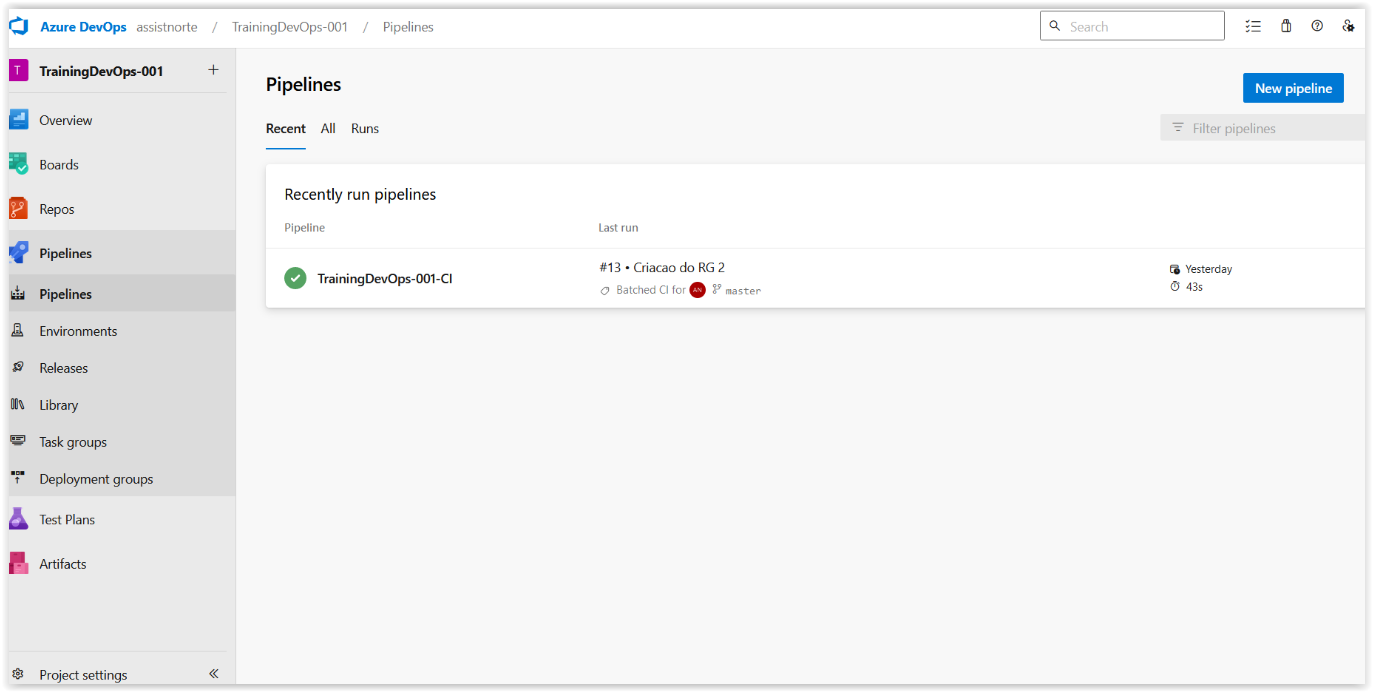 Azure DevOps assistnorte / TrainingDevOps-001 / Pipelines Search
T TrainingDevOps-001 +
Overview
Boards
Repos
Pipelines
Pipelines
Environments
Releases
Library
Task groups
Deployment groups
Test Plans
Artifacts
Project settings
Pipelines
New pipeline
Recent All Runs
Filter pipelines
Recently run pipelines
Pipeline Last run
TrainingDevOps-001-CI
#13 • Criacao do RG 2
Batched CI for AN master
Yesterday
43s